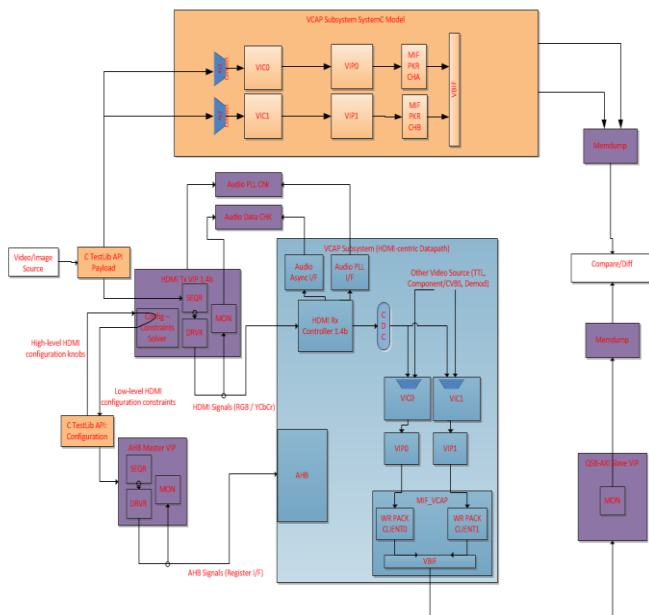 VCAP Subsystem SystemC Model
VIC0
VIP0
MIF
PKR
CHA
VBIF
VIC1
VIP1
MIF
PKR
CHB
Memdump
Audio PLL CNK
Audio Data CHK
Video/Image
Source
C TestLib API
Payload
HDMI Tx VIP 1.4b
SEQR
Config –
Constraints
Solver
DRVR
MON
VCAP Subsystem (HDMI-centric Datapath)
Audio
Async I/F
Audio PLL
I/F
Other Video Source (TTL,
Component/CVBS, Demod)
HDMI Rx
Controller 1.4b
C
D
C
Compare/Diff
Memdump
High-level HDMI
configuration knobs
Low-level HDMI
configuration constraints
HDMI Signals (RGB / YCbCr)
VIC0
VIC1
C TestLib API:
Configuration
VIP0
VIP1
AHB Master VIP
SEQR
DRVR
MON
AHB
QSB-AXI Slave VIP
MON
MIF_VCAP
WR PACK
CLIENT0
WR PACK
CLIENT1
VBIF
AHB Signals (Register I/F)